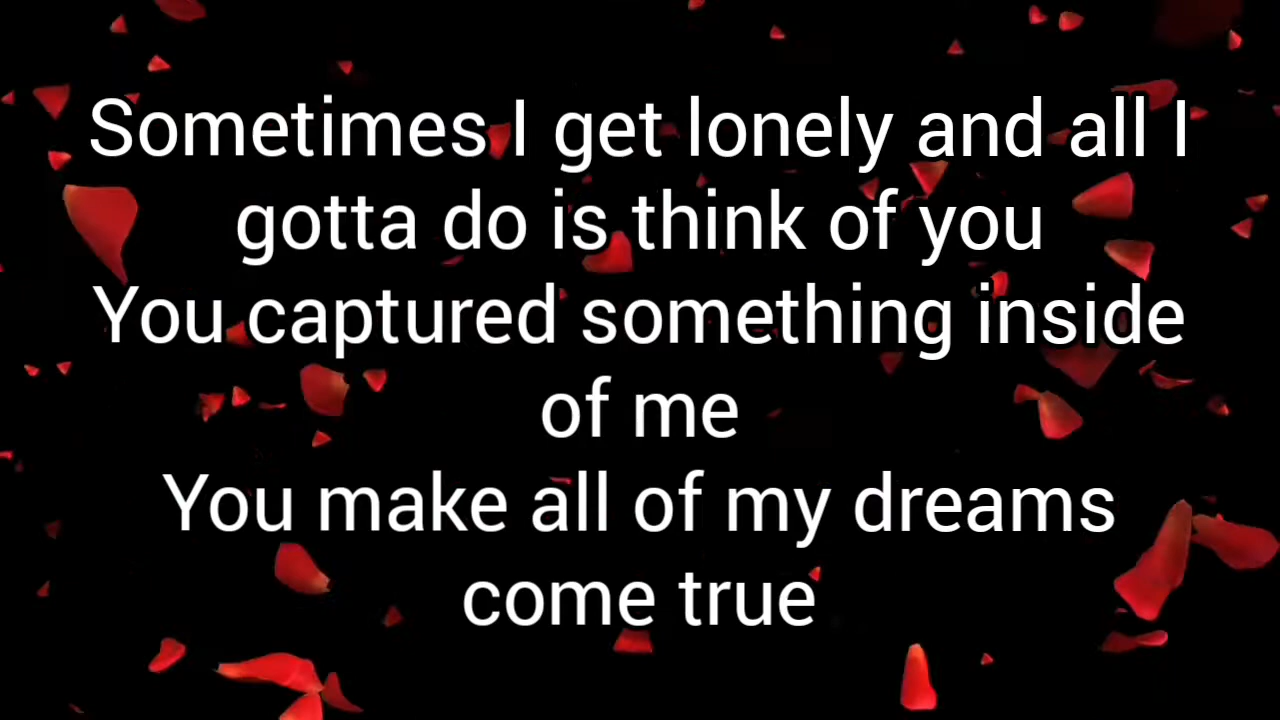 Sometimes I get lonely and all I
gotta do is think of you
You captured something inside
of me
You make all of my dreams
come true